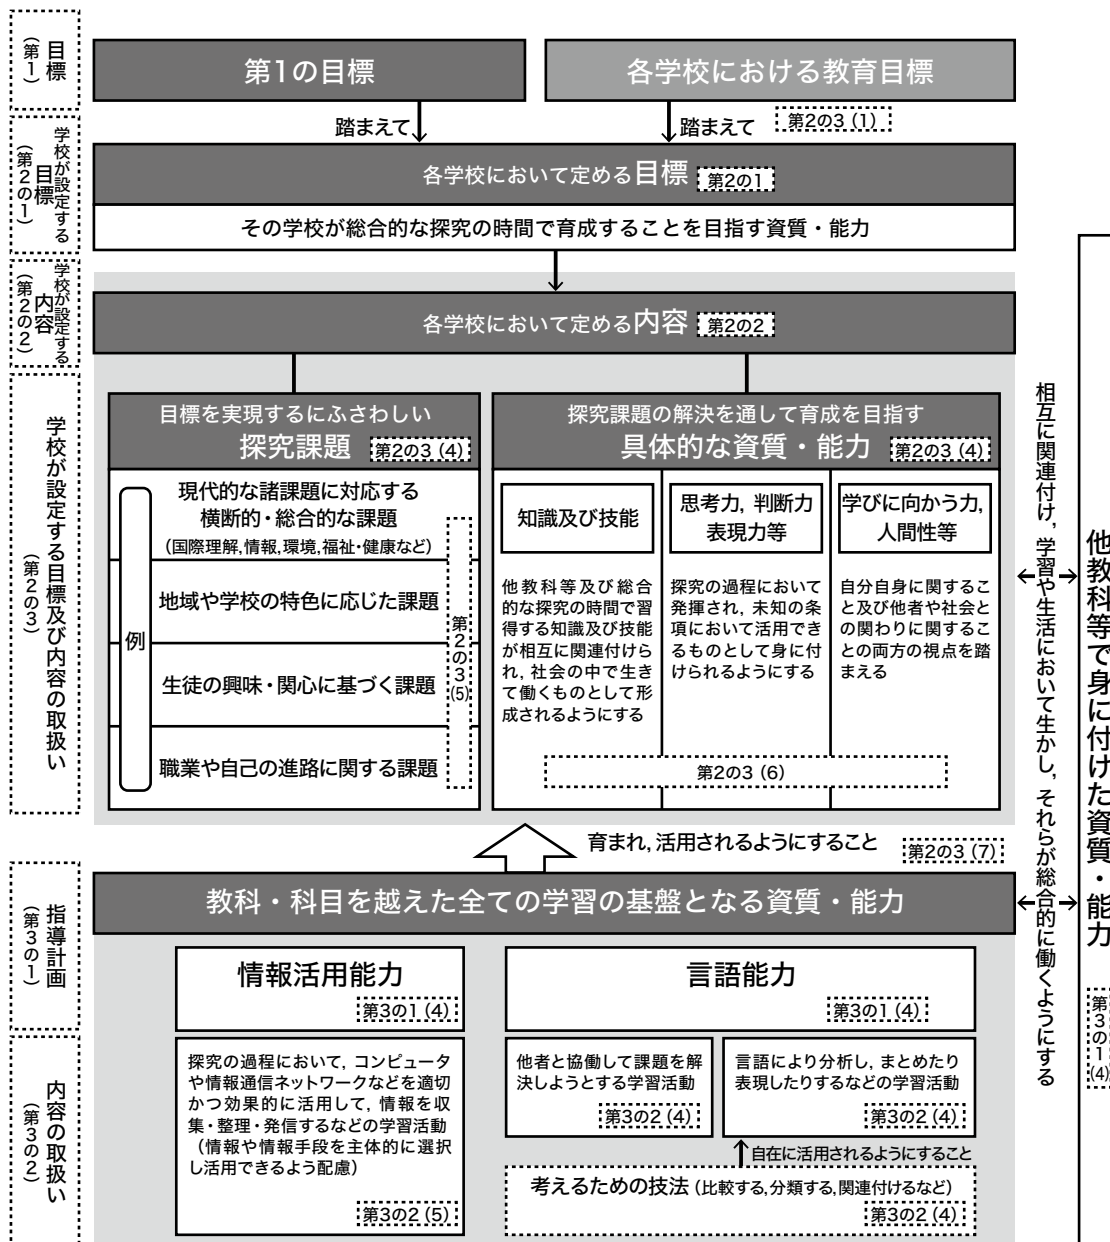 目標
(第1)
第1の目標
各学校における教育目標
踏まえて
踏まえて
第2の3(1)
学校が設定する
目標
(第2の1)
各学校において定める目標 第2の1
その学校が総合的な探究の時間で育成することを目指す資質・能力
学校が設定する
内容
(第2の2)
各学校において定める内容 第2の2
学校が設定する目標及び内容の取扱い
(第2の3)
目標を実現するにふさわしい
探究課題 第2の3(4)
例
現代的な諸課題に対応する
横断的・総合的な課題
(国際理解,情報,環境,福祉・健康など)
地域や学校の特色に応じた課題
生徒の興味・関心に基づく課題
職業や自己の進路に関する課題
第2の3(5)
探究課題の解決を通して育成を目指す
具体的な資質・能力 第2の3(4)
知識及び技能
他教科等及び総合
的な探究の時間で習
得する知識及び技能
が相互に関連付けら
れ,社会の中で生き
て働くものとして形
成されるようにする
思考力,判断力
表現力等
探究の過程において
発揮され,未知の条
項において活用でき
るものとして身に付
けられるようにする
学びに向かう力,
人間性等
自分自身に関するこ
と及び他者や社会と
の関わりに関するこ
との両方の視点を踏
まえる
第2の3(6)
育まれ,活用されるようにすること
第2の3(7)
指導計画
(第3の1)
教科・科目を越えた全ての学習の基盤となる資質・能力
情報活用能力
第3の1(4)
言語能力
第3の1(4)
内容の取扱い
(第3の2)
探究の過程において,コンピュータ
や情報通信ネットワークなどを適切
かつ効果的に活用して,情報を収
集・整理・発信するなどの学習活動
(情報や情報手段を主体的に選択
し活用できるよう配慮)
第3の2(5)
他者と協働して課題を解
決しようとする学習活動
第3の2(4)
言語により分析し,まとめたり
表現したりするなどの学習活動
第3の2(4)
自在に活用されるようにすること
考えるための技法(比較する,分類する,関連付けるなど)
第3の2(4)
相互に関連付け,学習や生活において生かし,それらが総合的に働くようにする
他教科等で身に付けた資質・能力
第3の1(4)